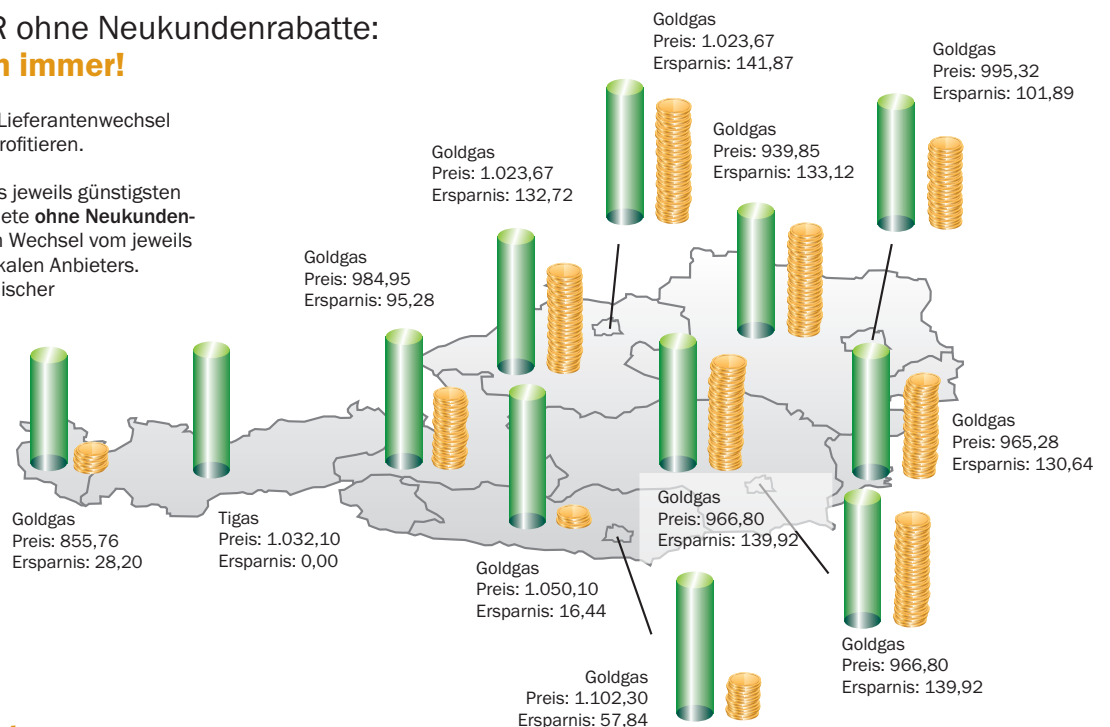 R ohne Neukundenrabatte:
immer!
Lieferantenwechsel
jeweils günstigsten
ohne Neukunden-
Wechsel vom jeweils
Anbieters.
Goldgas
Preis: 1.023,67
Ersparnis: 141,87
Goldgas
Preis: 995,32
Ersparnis: 101,89
Goldgas
Preis: 939,85
Ersparnis: 133,12
Goldgas
Preis: 1.023,67
Ersparnis: 132,72
Goldgas
Preis: 984,95
Ersparnis: 95,28
Goldgas
Preis: 965,28
Ersparnis: 130,64
Goldgas
Preis: 855,76
Ersparnis: 28,20
Tigas
Preis: 1.032,10
Ersparnis: 0,00
Goldgas
Preis: 966,80
Ersparnis: 139,92
Goldgas
Preis: 1.050,10
Ersparnis: 16,44
Goldgas
Preis: 966,80
Ersparnis: 139,92
Goldgas
Preis: 1.102,30
Ersparnis: 57,84